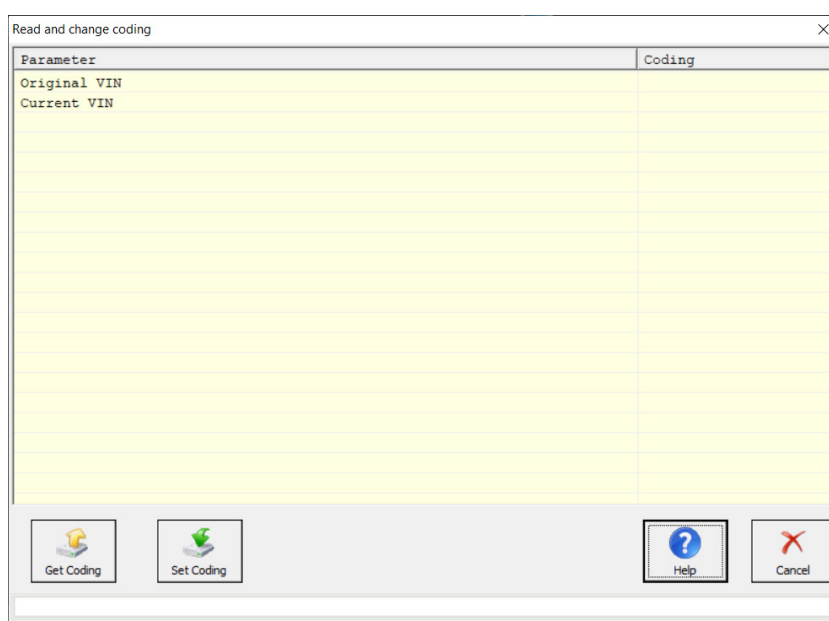 Read and change coding
Parameter Coding
Original VIN
Current VIN
Get Coding Set Coding Help Cancel